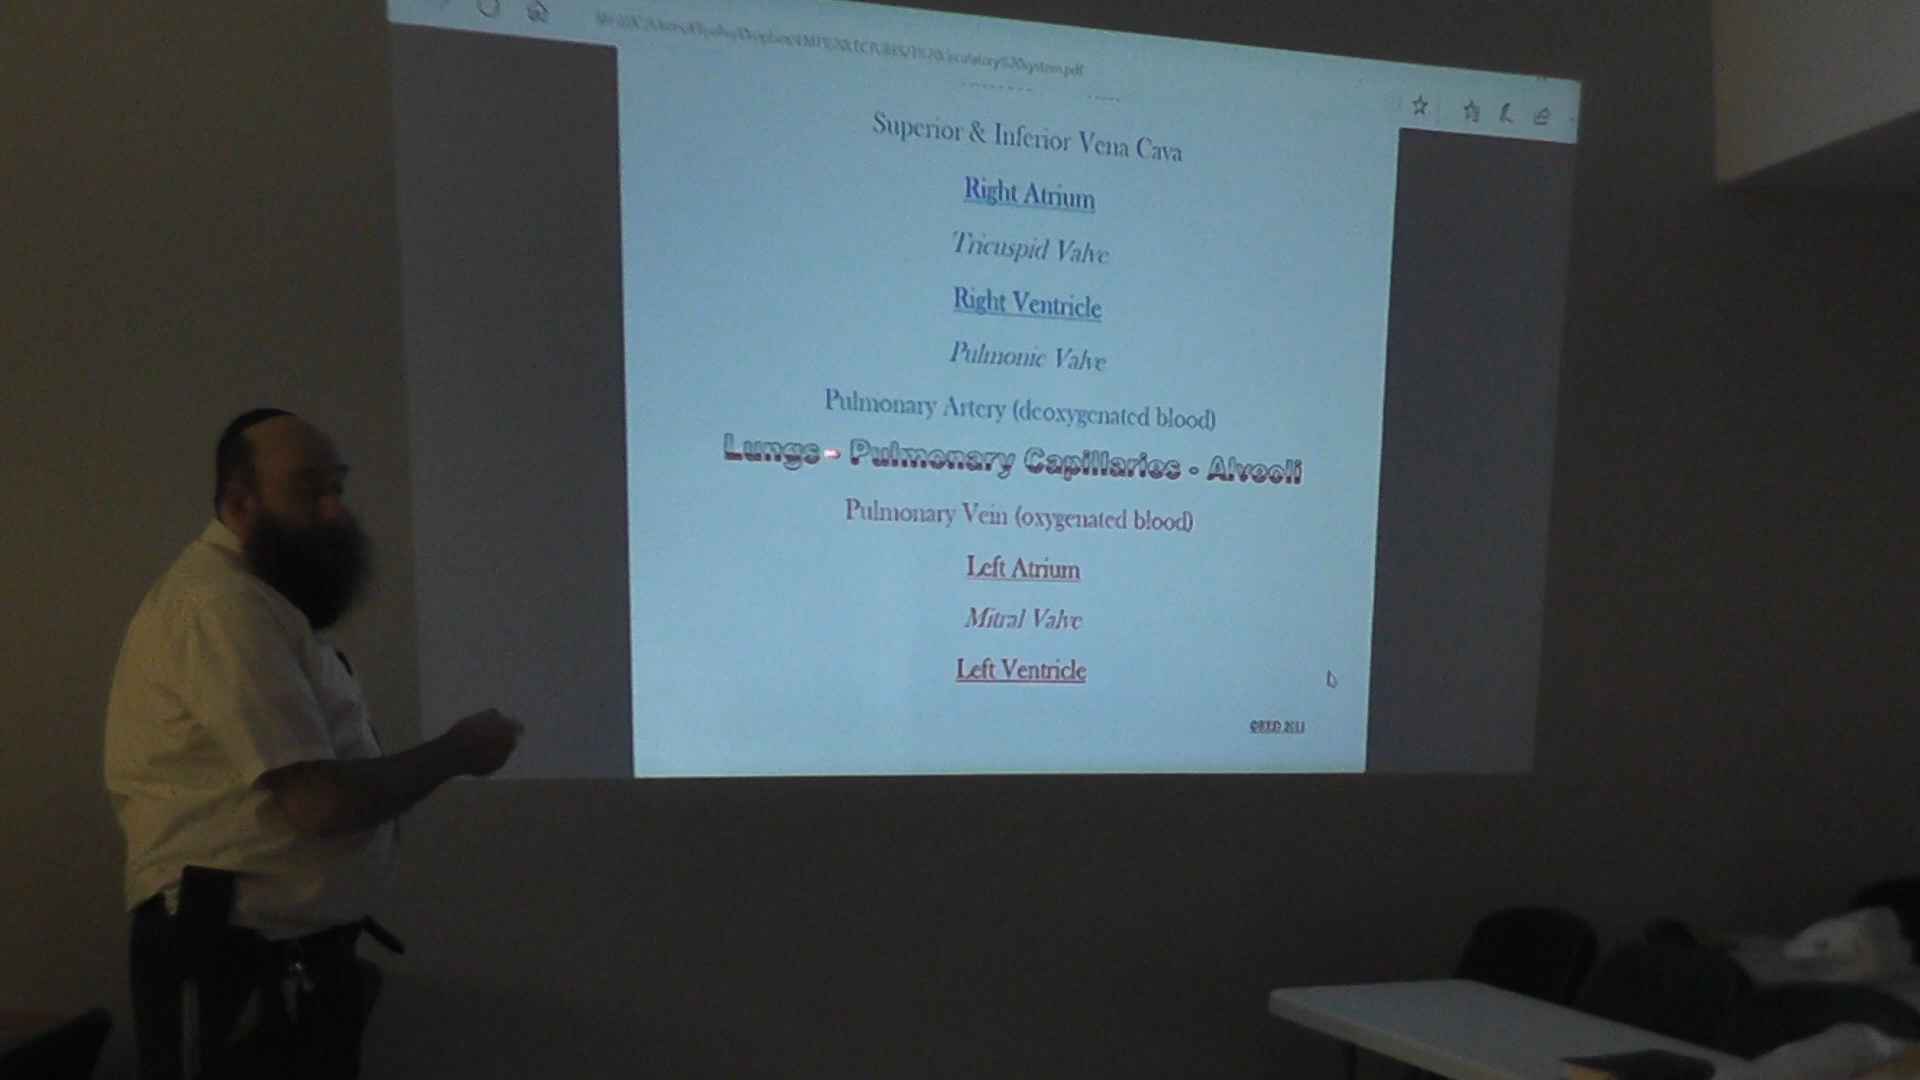 Superior & Inferior Vena Cava
Right Atrium
Tricuspid Valve
Right Ventricle
Pulmonic Valve
Pulmonary Artery (deoxygenated blood)
Lungs - Pulmonary Capillaries - Alveoli
Pulmonary Vein (oxygenated blood)
Left Atrium
Mitral Valve
Left Ventricle